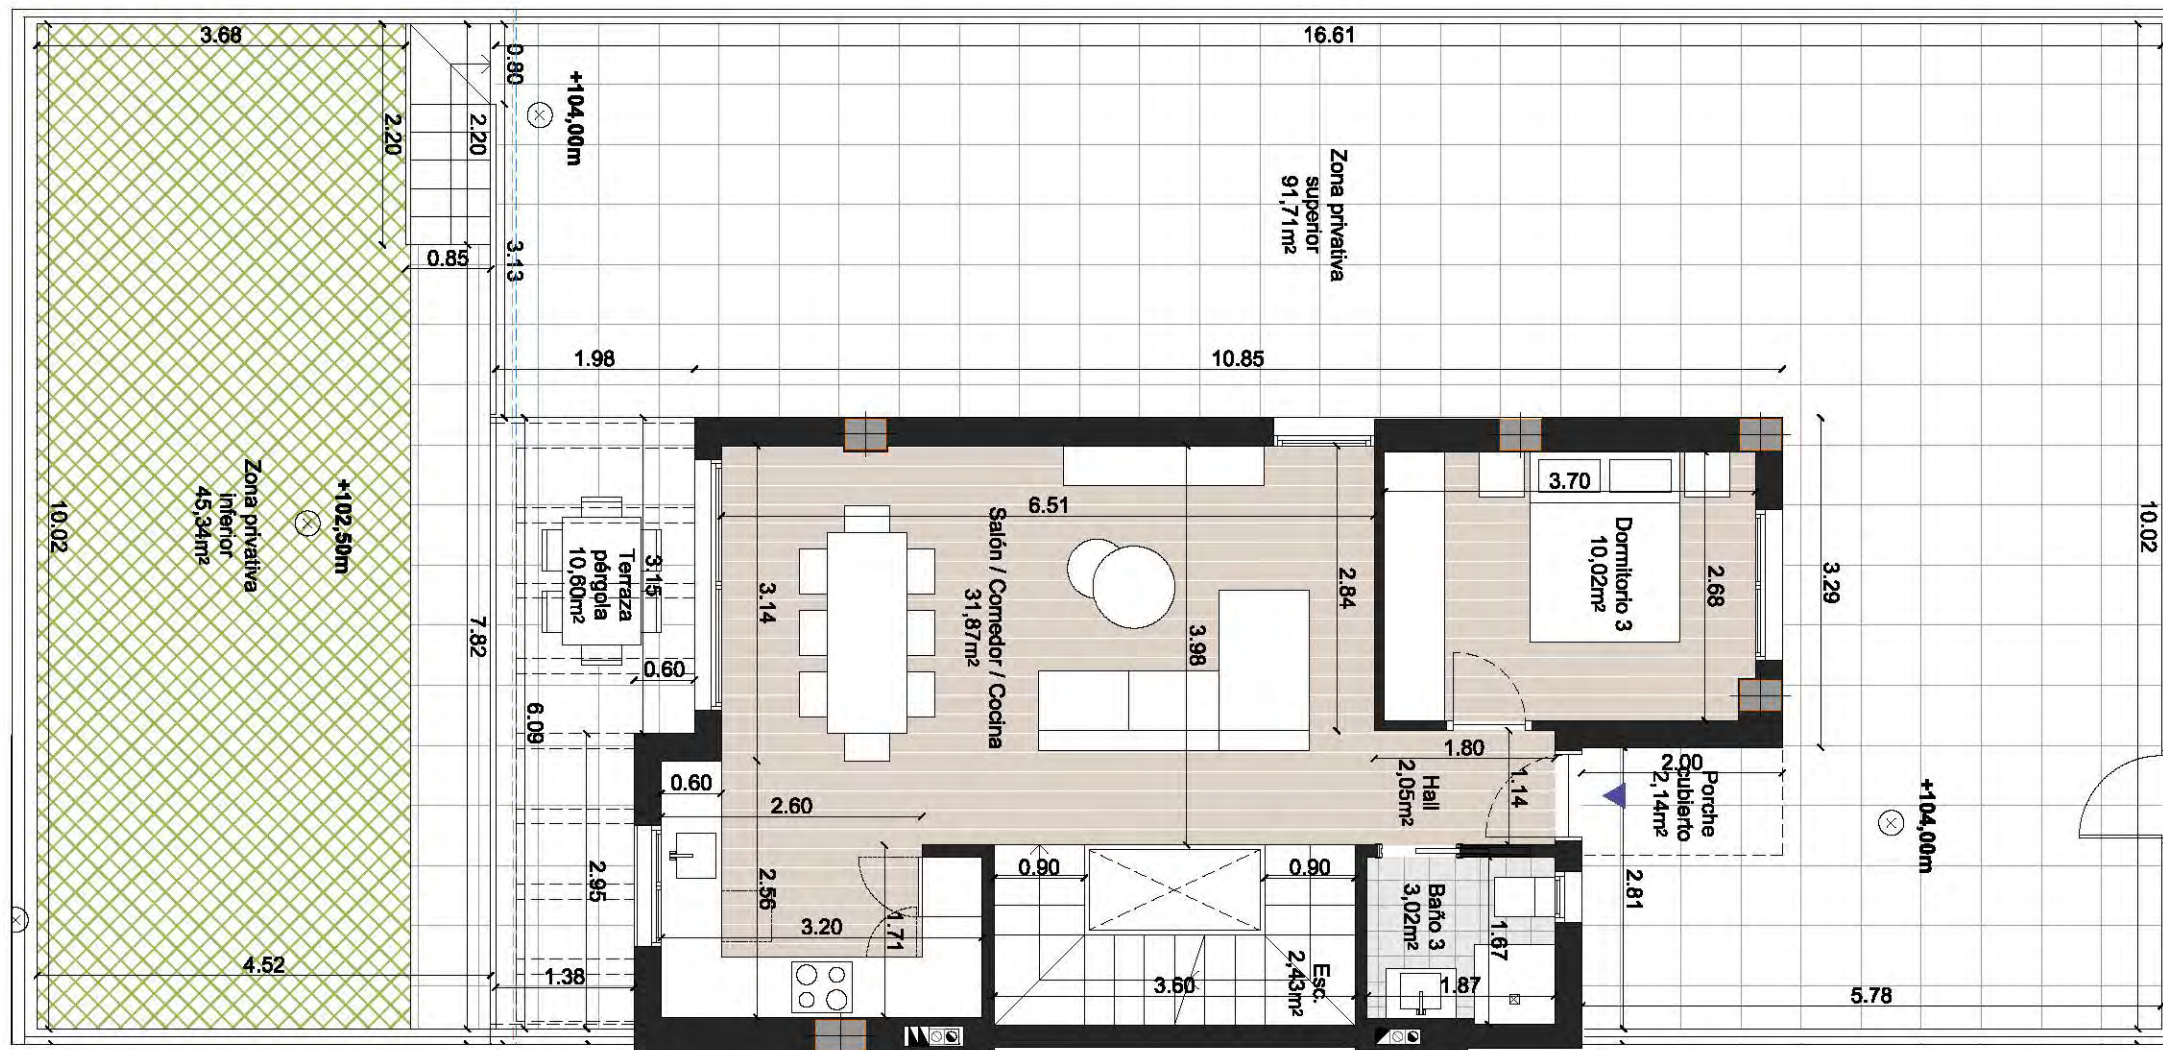 3.68
16.61
0.80
+104,00m
2.20
2.20
3.13
0.85
Zona privativa
superior
91,71m²
1.98
10.85
10.02
Zona privativa
inferior
45,34m²
+102,50m
7.82
4.52
Terraza
pérgola
10,60m²
3.15
0.60
6.09
2.95
1.38
6.51
3.14
Salón / Comedor / Cocina
31,87m²
3.98
2.84
0.60
2.60
2.56
3.20
1.71
3.70
Dormitorio 3
10,02m²
2.68
3.29
10.02
1.80
Hall
2,05m²
1.14
2.00
Porche
cubierto
2,14m²
+104,00m
0.90
0.90
3.60
Esc.
2,43m²
Baño 3
3,02m²
1.67
1.87
2.81
5.78